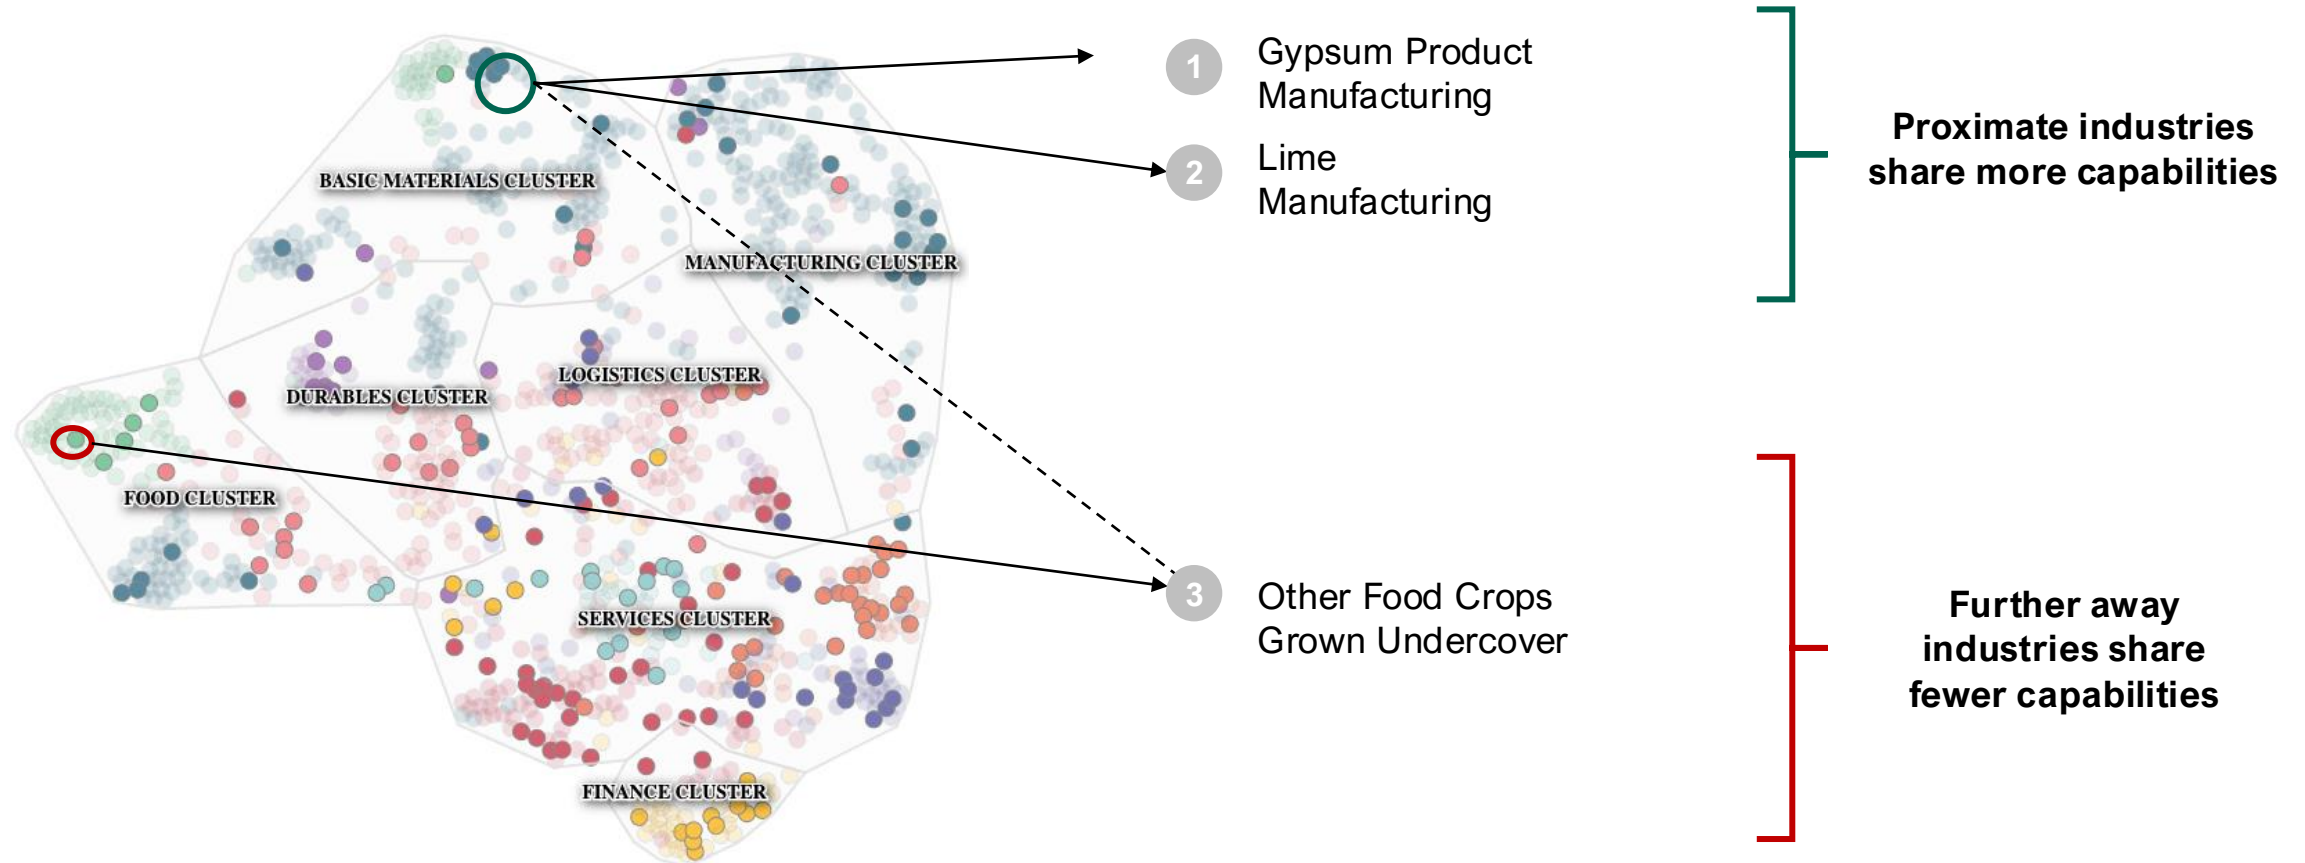 BASIC MATERIALS CLUSTER
MANUFACTURING CLUSTER
LOGISTICS CLUSTER
DURABLES CLUSTER
FOOD CLUSTER
SERVICES CLUSTER
FINANCE CLUSTER
1
Gypsum Product
Manufacturing
2
Lime
Manufacturing
Proximate industries
share more capabilities
3
Other Food Crops
Grown Undercover
Further away
industries share
fewer capabilities